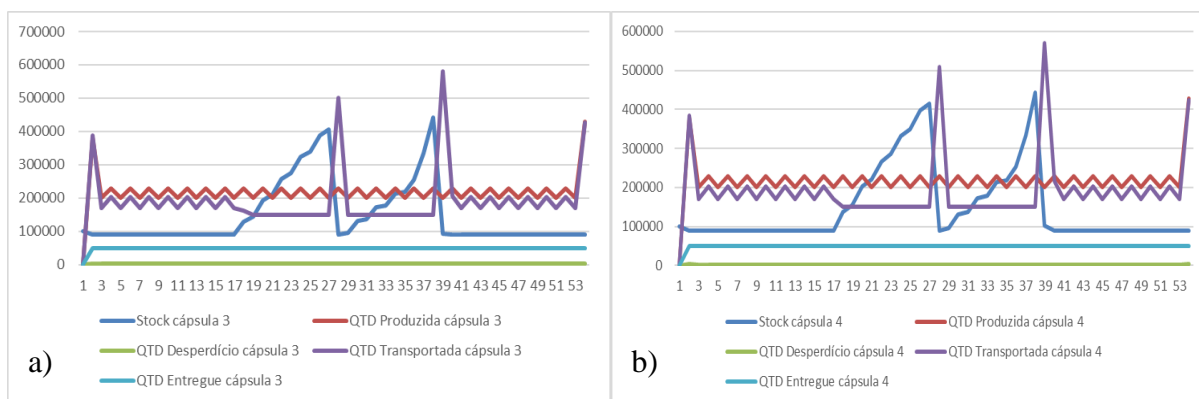 700000
600000
500000
400000
300000
200000
100000
0
1 3 5 7 9 11 13 15 17 19 21 23 25 27 29 31 33 35 37 39 41 43 45 47 49 51 53
Stock cápsula 3 QTD Produzida cápsula 3
QTD Desperdício cápsula 3 QTD Transportada cápsula 3
QTD Entregue cápsula 3
a)
600000
500000
400000
300000
200000
100000
0
1 3 5 7 9 11 13 15 17 19 21 23 25 27 29 31 33 35 37 39 41 43 45 47 49 51 53
Stock cápsula 4 QTD Produzida cápsula 4
QTD Desperdício cápsula 4 QTD Transportada cápsula 4
QTD Entregue cápsula 4
b)